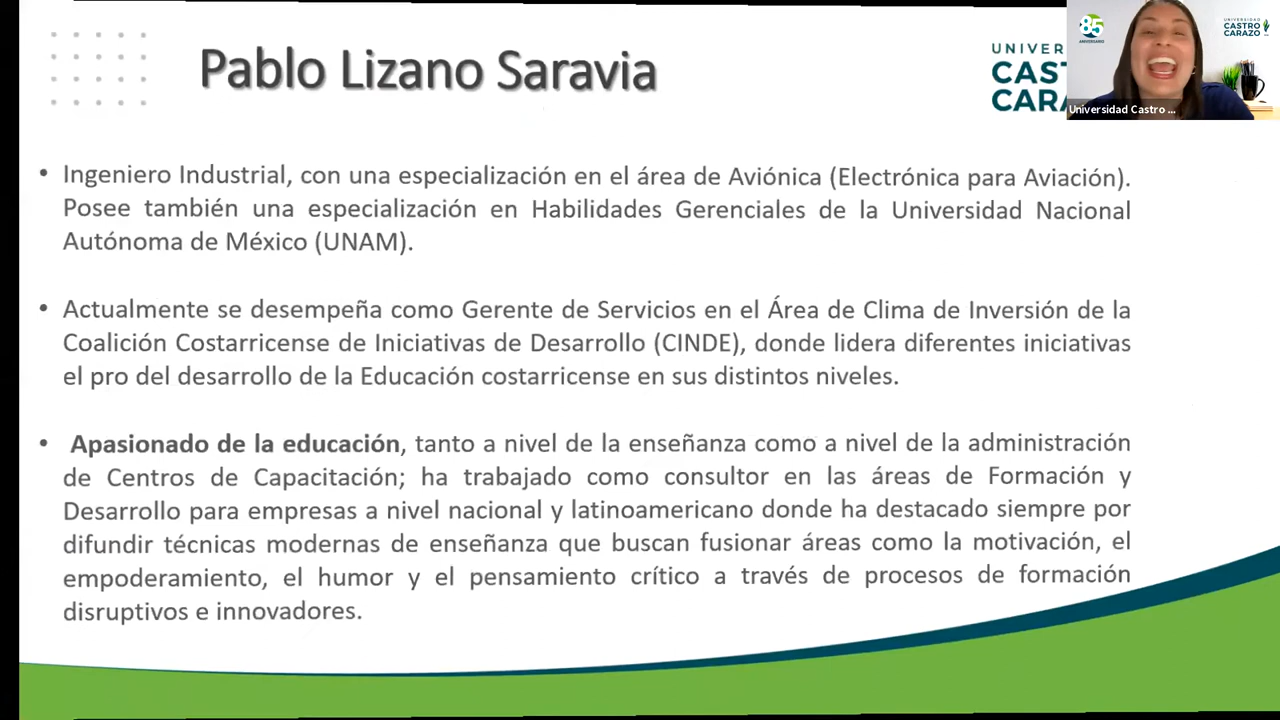 Pablo Lizano Saravia
UNIVER
CAST
CARA
85
ANIVERSARIO
UNIVERSIDAD
CASTRO
CARAZO
Universidad Castro ...
• Ingeniero Industrial, con una especialización en el área de Aviónica (Electrónica para Aviación).
Posee también una especialización en Habilidades Gerenciales de la Universidad Nacional
Autónoma de México (UNAM).
• Actualmente se desempeña como Gerente de Servicios en el Área de Clima de Inversión de la
Coalición Costarricense de Iniciativas de Desarrollo (CINDE), donde lidera diferentes iniciativas
el pro del desarrollo de la Educación costarricense en sus distintos niveles.
• Apasionado de la educación, tanto a nivel de la enseñanza como a nivel de la administración
de Centros de Capacitación; ha trabajado como consultor en las áreas de Formación y
Desarrollo para empresas a nivel nacional y latinoamericano donde ha destacado siempre por
difundir técnicas modernas de enseñanza que buscan fusionar áreas como la motivación, el
empoderamiento, el humor y el pensamiento crítico a través de procesos de formación
disruptivos e innovadores.